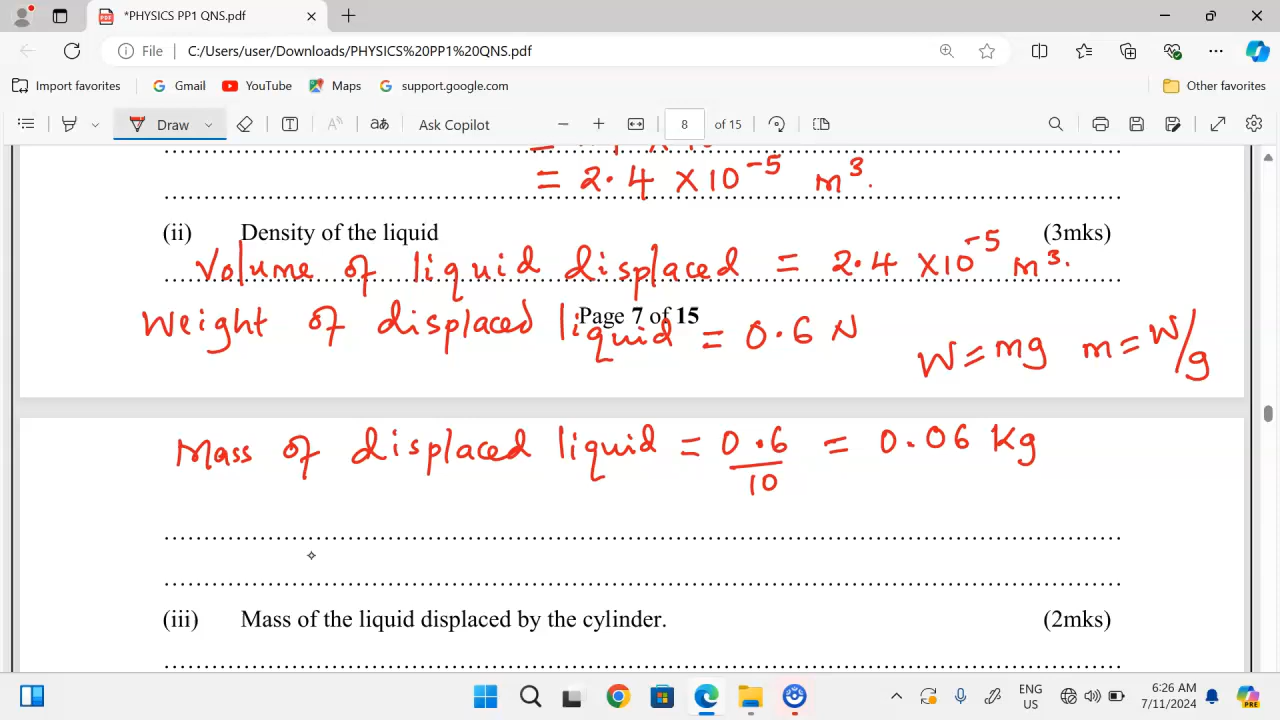 *PHYSICS PP1 QNS.pdf
File C:/Users/user/Downloads/PHYSICS%20PP1%20QNS.pdf
Import favorites Gmail YouTube Maps support.google.com Other favorites
Draw Ask Copilot 8 of 15
= 2.4 ×10⁻⁵ m³.
(ii) Density of the liquid (3mks)
Volume of liquid displaced = 2.4 ×10⁻⁵ m³.
Page 7 of 15
Weight of displaced liquid = 0.6 N
W = mg m = W/g
Mass of displaced liquid = 0.6/10 = 0.06 Kg
(iii) Mass of the liquid displaced by the cylinder. (2mks)
ENG
US
6:26 AM
7/11/2024
PRE